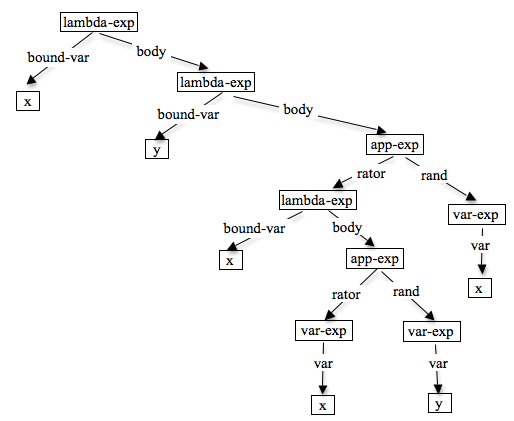 lambda-exp
bound-var body
x lambda-exp
bound-var body
y app-exp
rator rand
lambda-exp var-exp
bound-var body var
x app-exp x
rator rand
var-exp var-exp
var var
x y